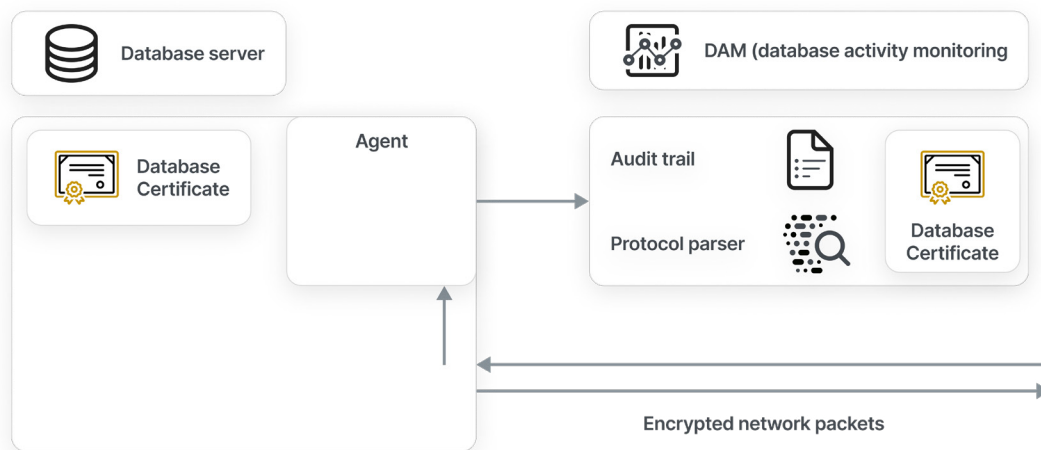 Database server
DAM (database activity monitoring
Database
Certificate
Agent
Audit trail
Protocol parser
Database
Certificate
Encrypted network packets